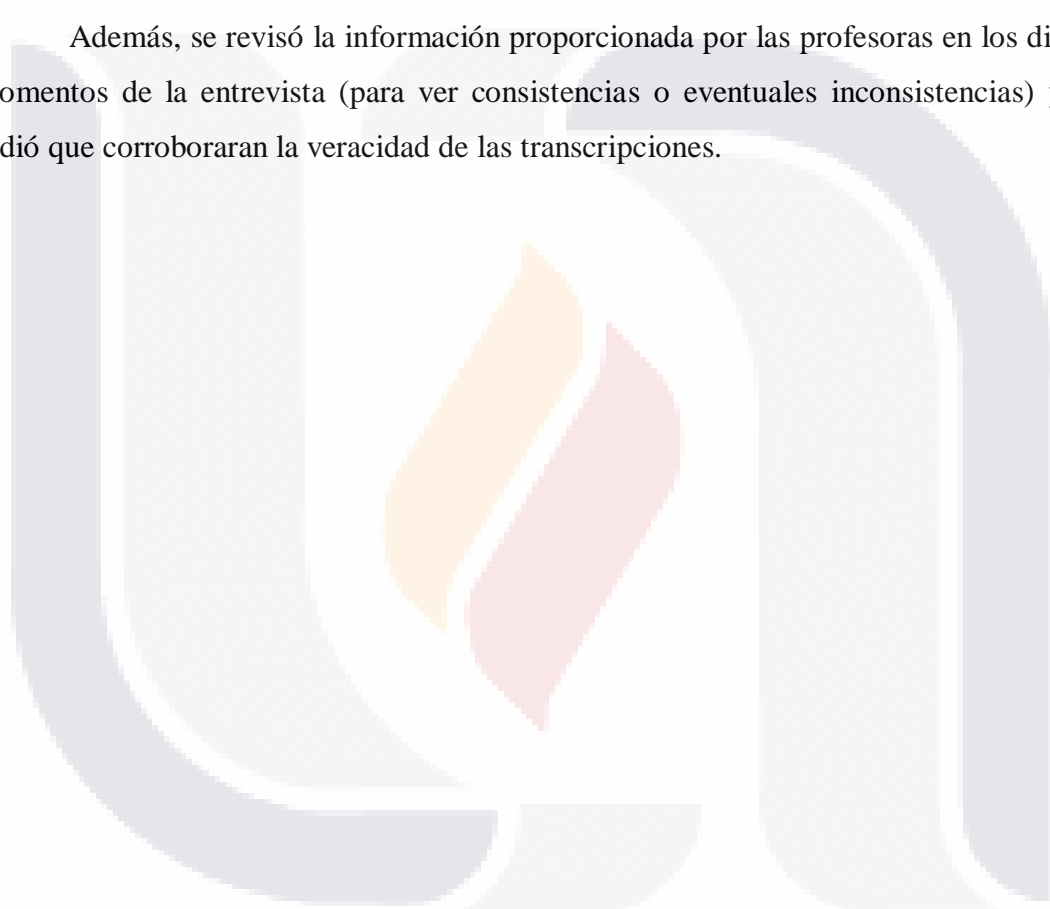 Además, se revisó la información proporcionada por las profesoras en los di
omentos de la entrevista (para ver consistencias o eventuales inconsistencias)
dió que corroboraran la veracidad de las transcripciones.